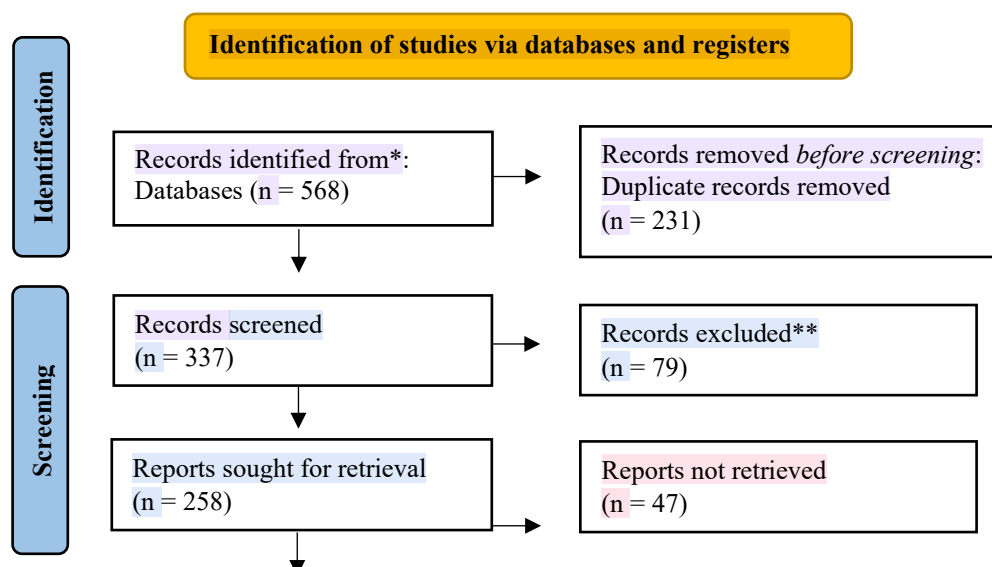 Identification of studies via databases and registers
Identification
Records identified from*:
Databases (n = 568)
Records removed before screening:
Duplicate records removed
(n = 231)
Screening
Records screened
(n = 337)
Records excluded**
(n = 79)
Reports sought for retrieval
(n = 258)
Reports not retrieved
(n = 47)